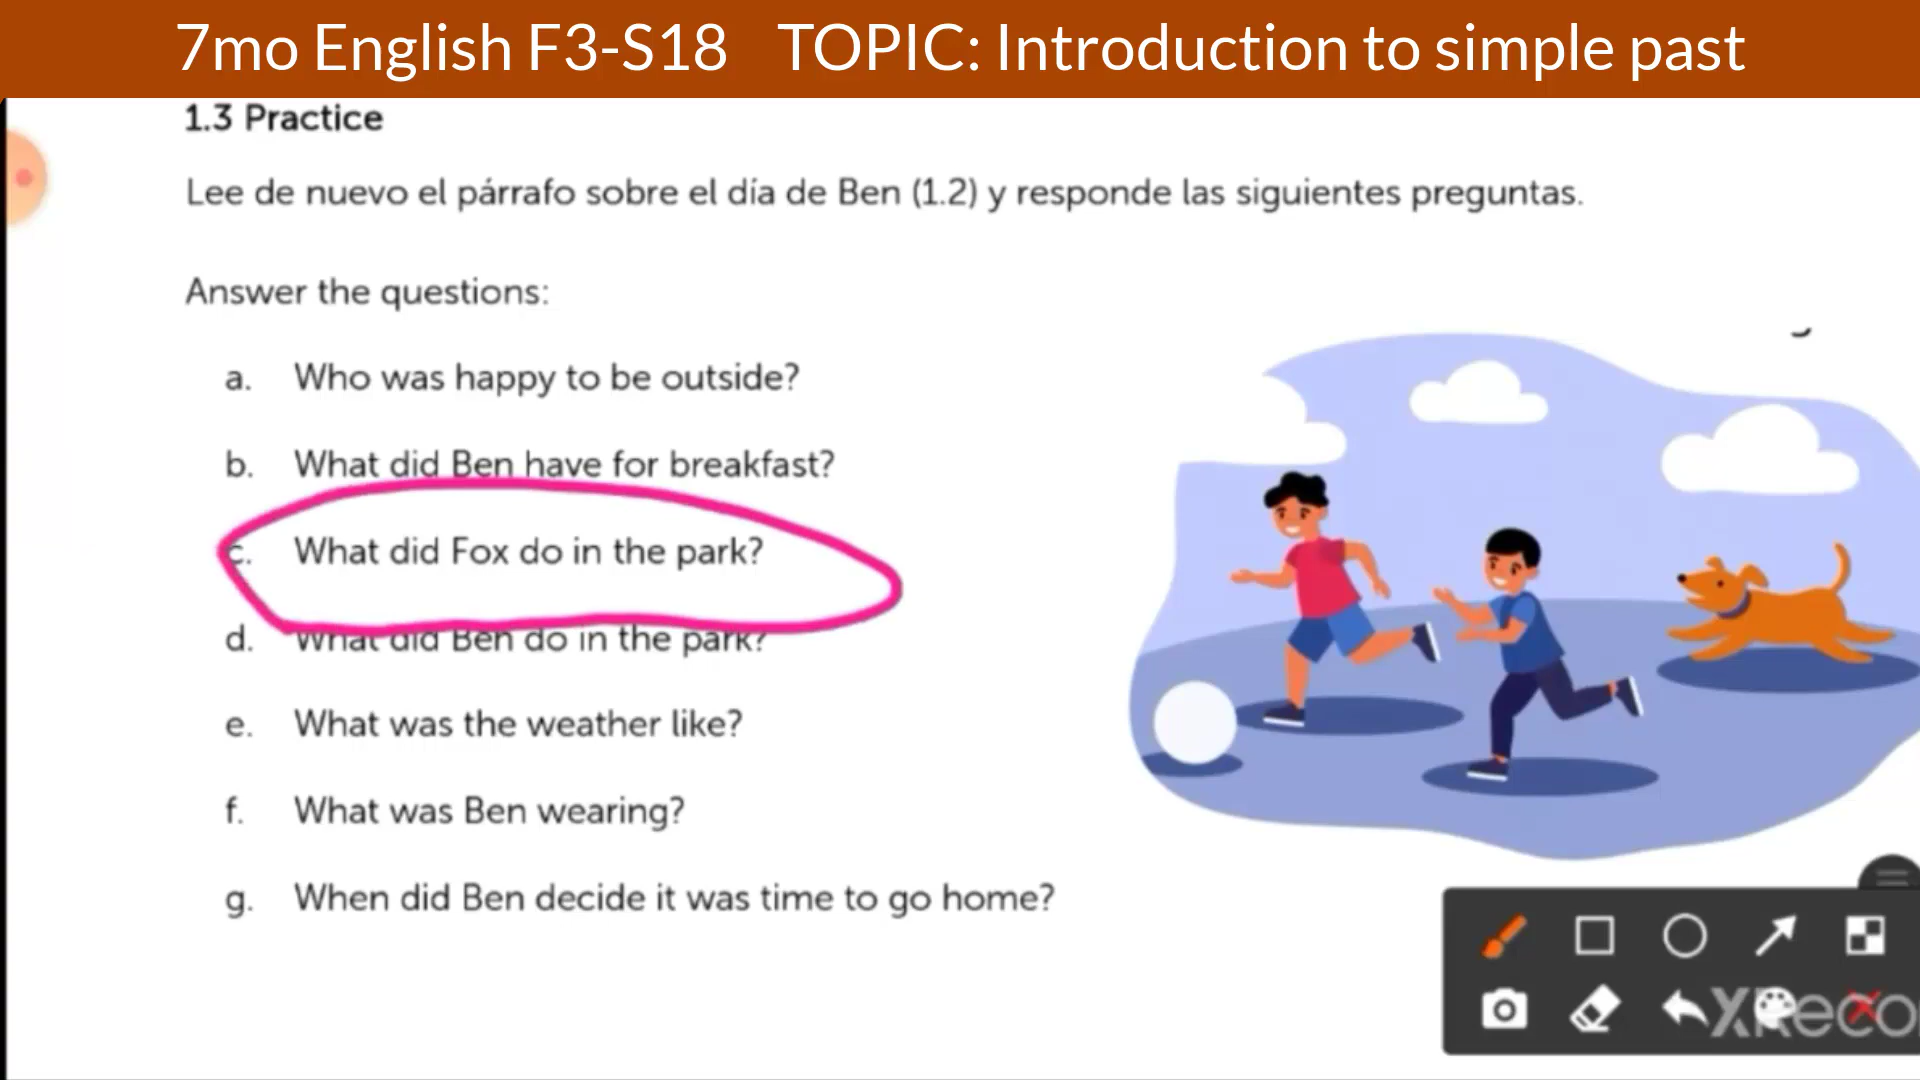 7mo English F3-S18 TOPIC: Introduction to simple past
1.3 Practice
Lee de nuevo el párrafo sobre el día de Ben (1.2) y responde las siguientes preguntas.
Answer the questions:
a. Who was happy to be outside?
b. What did Ben have for breakfast?
c. What did Fox do in the park?
d. What did Ben do in the park?
e. What was the weather like?
f. What was Ben wearing?
g. When did Ben decide it was time to go home?
XReco